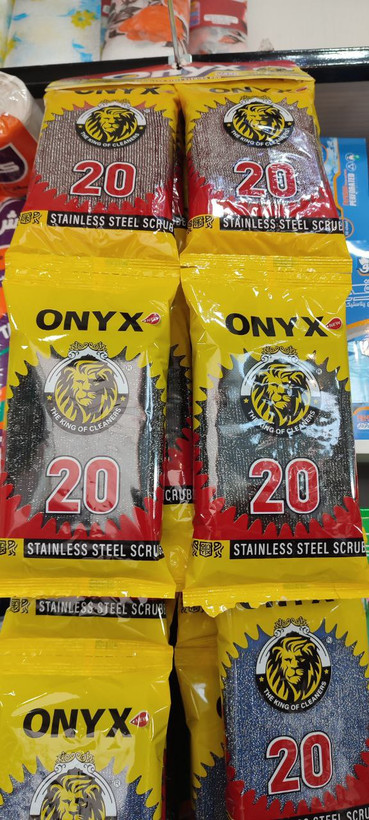 ONYX
ONYX
THE KING OF CLEANERS
20
STAINLESS STEEL SCRUB
THE KING OF CLEANERS
20
STAINLESS STEEL SCRUB
ONYX
THE KING OF CLEANERS
20
STAINLESS STEEL SCRUB
ONYX
THE KING OF CLEANERS
20
STAINLESS STEEL SCRUB
STAINLESS STEEL SCRUB
ONYX
THE KING OF CLEANERS
20
PERFORATED